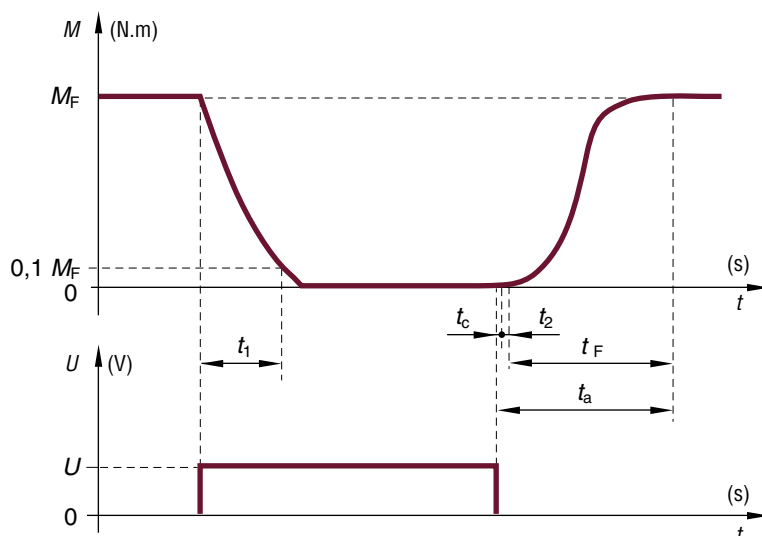 M (N.m)
M_F
0,1 M_F
0
(s)
t
t_1
t_c
t_2
t_F
t_a
U (V)
U
0
(s)
t